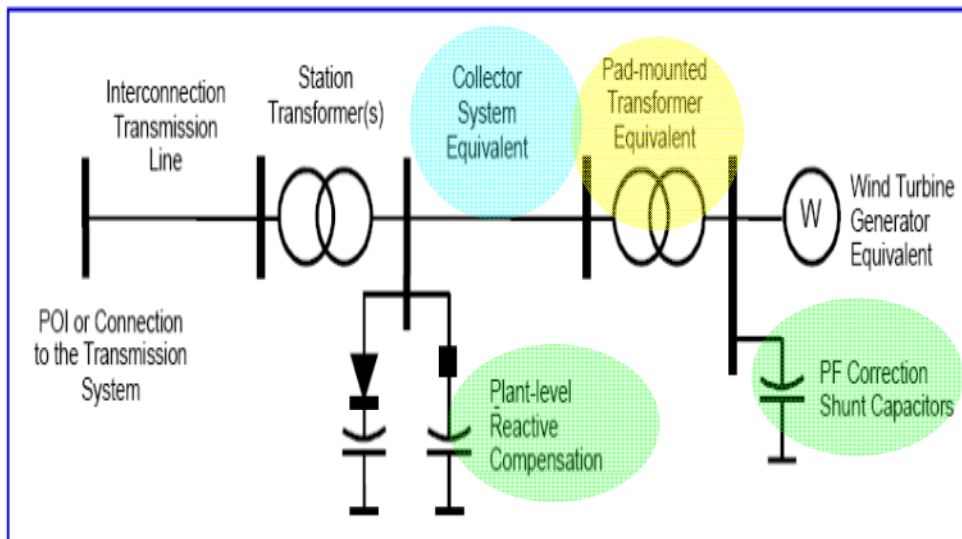 Interconnection
Transmission
Line
Station
Transformer(s)
Collector
System
Equivalent
Pad-mounted
Transformer
Equivalent
W
Wind Turbine
Generator
Equivalent
POI or Connection
to the Transmission
System
Plant-level
Reactive
Compensation
PF Correction
Shunt Capacitors